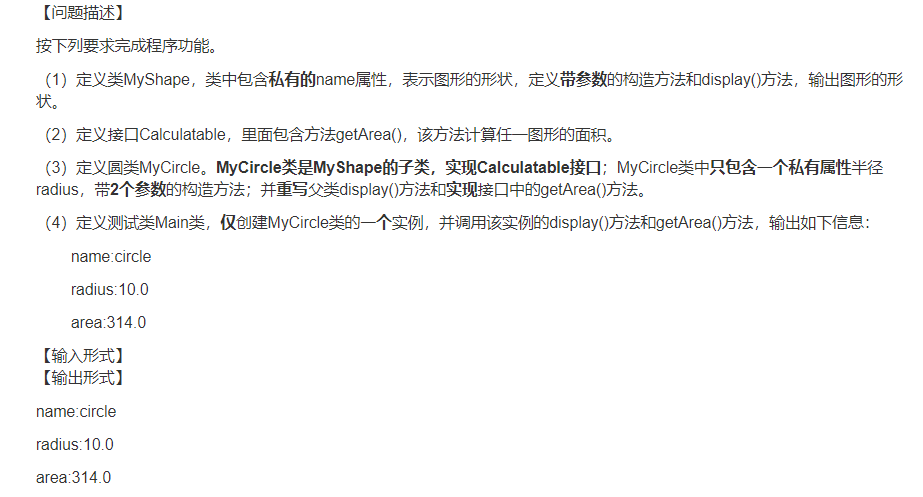 【问题描述】
按下列要求完成程序功能。
（1）定义类MyShape，类中包含私有的name属性，表示图形的形状，定义带参数的构造方法和display()方法，输出图形的形
状。
（2）定义接口Calculatable，里面包含方法getArea()，该方法计算任一图形的面积。
（3）定义圆类MyCircle。MyCircle类是MyShape的子类，实现Calculatable接口；MyCircle类中只包含一个私有属性半径
radius，带2个参数的构造方法；并重写父类display()方法和实现接口中的getArea()方法。
（4）定义测试类Main类，仅创建MyCircle类的一个实例，并调用该实例的display()方法和getArea()方法，输出如下信息：
name:circle
radius:10.0
area:314.0
【输入形式】
【输出形式】
name:circle
radius:10.0
area:314.0